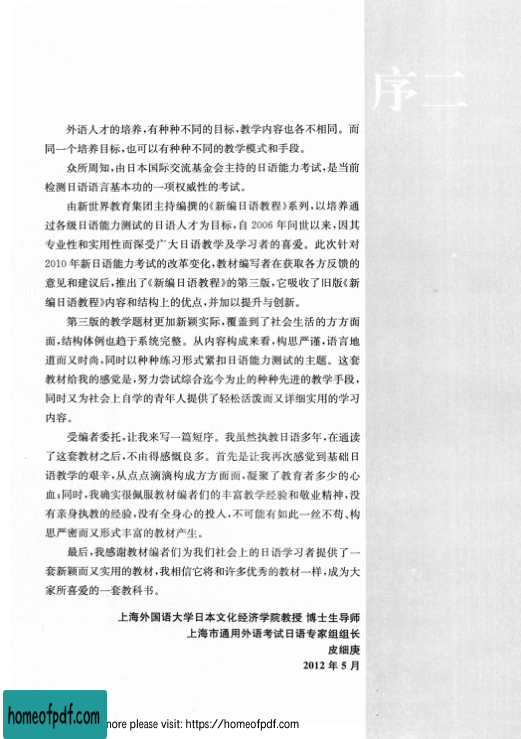 序二
外语人才的培养,有种种不同的目标,教学内容也各不相同。而
同一个培养目标,也可以有种种不同的教学模式和手段。
众所周知,由日本国际交流基金会主持的日语能力考试,是当前
检测日语语言基本功的一项权威性的考试。
由新世界教育集团主持编撰的《新编日语教程》系列,以培养通
过各级日语能力测试的日语人才为目标,自 2006 年问世以来,因其
专业性和实用性而深受广大日语教学及学习者的喜爱。此次针对
2010 年新日语能力考试的改革变化,教材编写者在获取各方反馈的
意见和建议后,推出了《新编日语教程》的第三版,它吸收了旧版《新
编日语教程》内容和结构上的优点,并加以提升与创新。
第三版的教学题材更加新颖实际,覆盖到了社会生活的方方面
面,结构体例也趋于系统完整。从内容构成来看,构思严谨,语言地
道而又时尚,同时以种种练习形式紧扣日语能力测试的主题。这套
教材给我的感觉是,努力尝试综合迄今为止的种种先进的教学手段,
同时又为社会上自学的青年人提供了轻松活泼而又详细实用的学习
内容。
受编者委托,让我来写一篇短序。我虽然执教日语多年,在通读
了这套教材之后,不由得感慨良多。首先是让我再次感觉到基础日
语教学的艰辛,从点点滴滴构成方方面面,凝聚了教育者多少的心
血;同时,我确实很佩服教材编者们的丰富教学经验和敬业精神,没
有亲身执教的经验,没有全身心的投入,不可能有如此一丝不苟、构
思严密而又形式丰富的教材产生。
最后,我感谢教材编者们为我们社会上的日语学习者提供了一
套新颖而又实用的教材,我相信它将和许多优秀的教材一样,成为大
家所喜爱的一套教科书。
上海外国语大学日本文化经济学院教授 博士生导师
上海市通用外语考试日语专家组组长
皮细庚
2012 年 5 月
homeofpdf.com
more please visit: https://homeofpdf.com